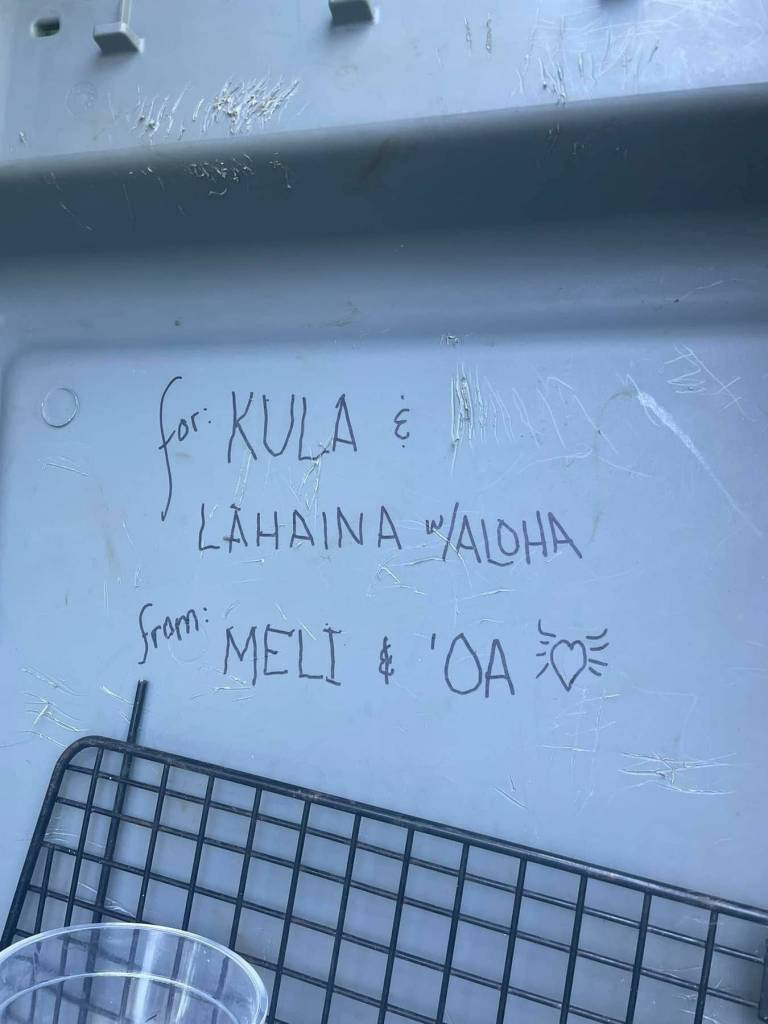 for: KULA &
LĀHAINA w/ALOHA
from: MELI & 'OA